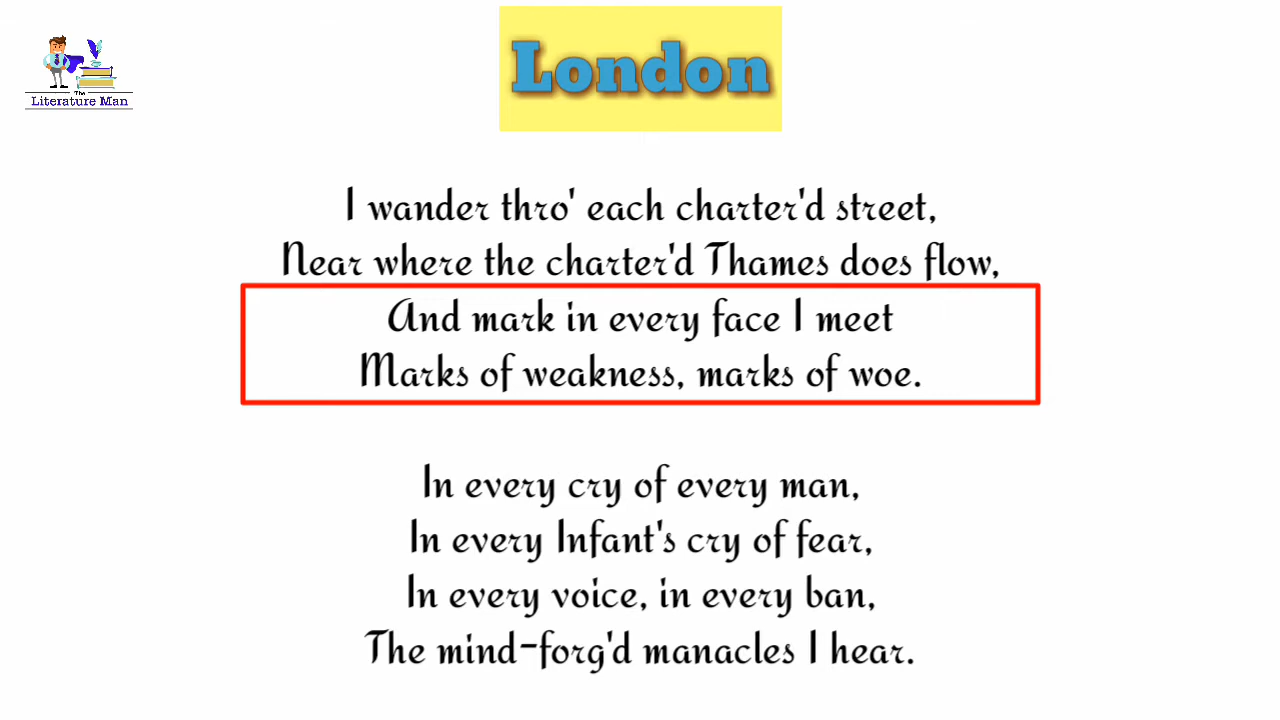 London
The
Literature Man
I wander thro' each charter'd street,
Near where the charter'd Thames does flow,
And mark in every face I meet
Marks of weakness, marks of woe.
In every cry of every man,
In every Infant's cry of fear,
In every voice, in every ban,
The mind-forg'd manacles I hear.